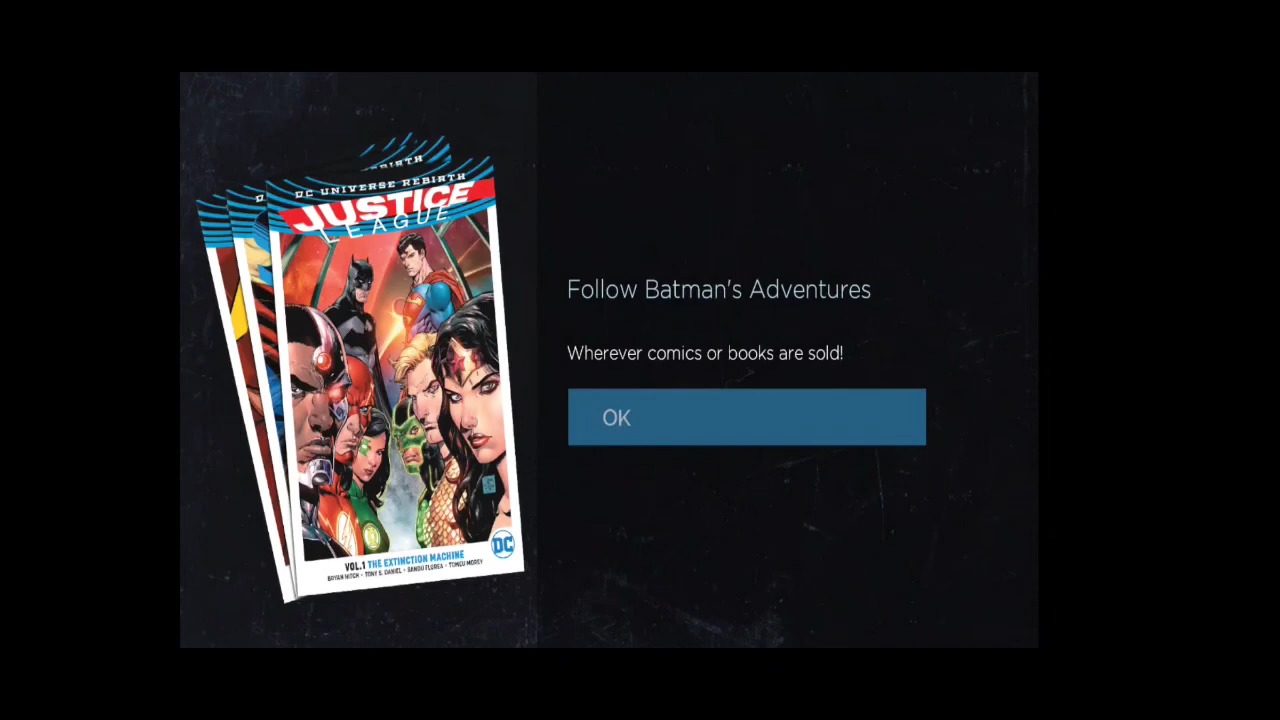 DC UNIVERSE REBIRTH
JUSTICE
LEAGUE
VOL.1 THE EXTINCTION MACHINE
BRYAN HITCH • TONY S. DANIEL • SANDU FLOREA • TOMEU MOREY
DC
Follow Batman's Adventures
Wherever comics or books are sold!
OK